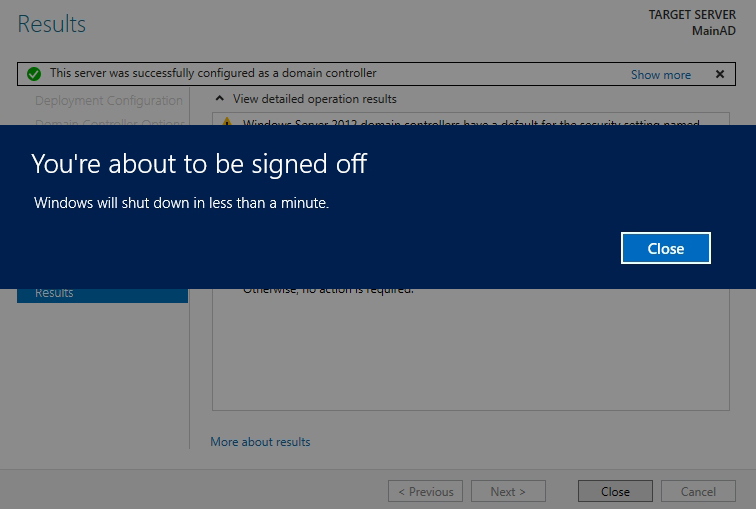 Results
TARGET SERVER
MainAD
This server was successfully configured as a domain controller
Show more
Deployment Configuration
View detailed operation results
Domain Controller Options
Windows Server 2012 domain controllers have a default for the security setting named
You're about to be signed off
Windows will shut down in less than a minute.
Close
Results
Otherwise, no action is required.
More about results
< Previous
Next >
Close
Cancel